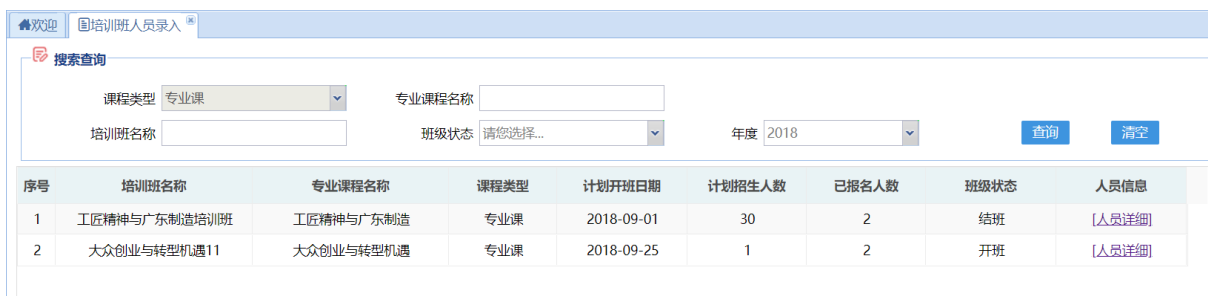 欢迎 培训班人员录入
搜索查询
课程类型 专业课 专业课程名称
培训班名称 班级状态 请您选择... 年度 2018 查询 清空
序号 培训班名称 专业课程名称 课程类型 计划开班日期 计划招生人数 已报名人数 班级状态 人员信息
1 工匠精神与广东制造培训班 工匠精神与广东制造 专业课 2018-09-01 30 2 结班 [人员详细]
2 大众创业与转型机遇11 大众创业与转型机遇 专业课 2018-09-25 1 2 开班 [人员详细]